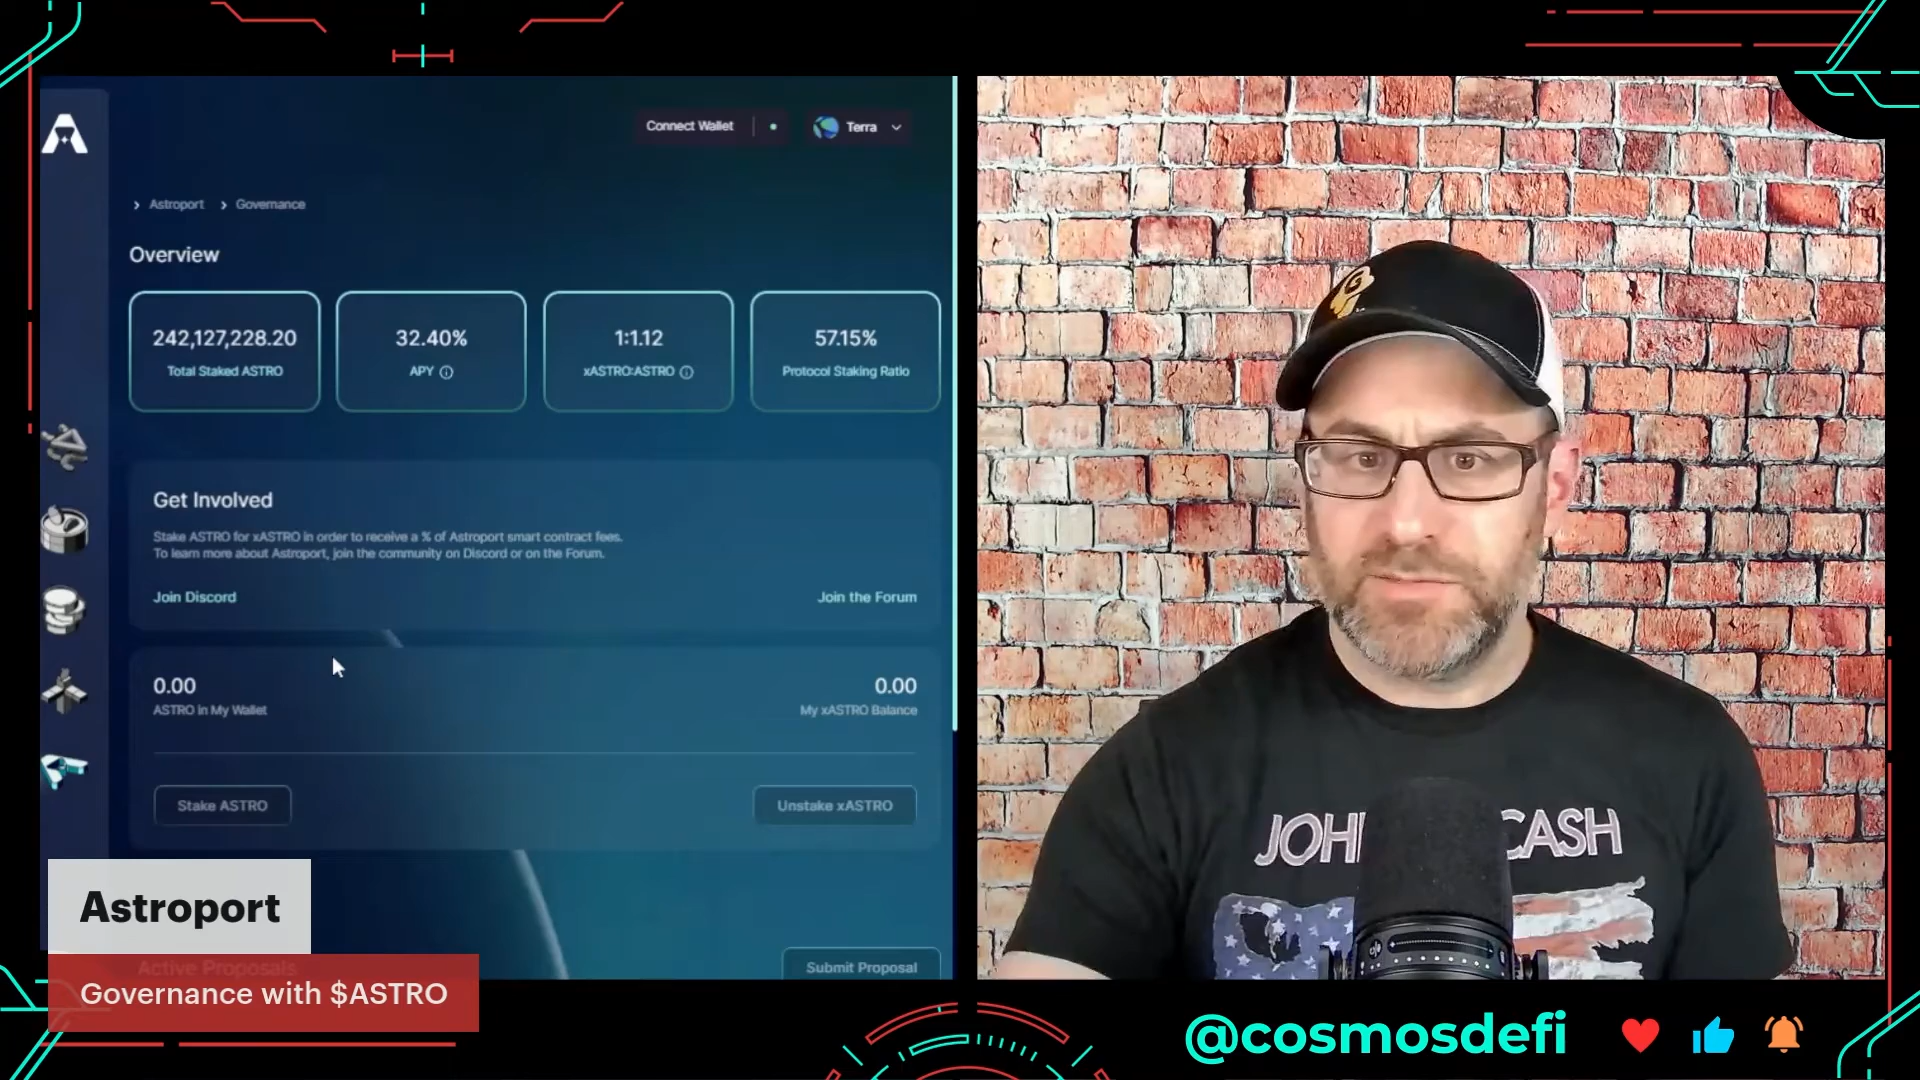 Connect Wallet
Terra
Astroport
Governance
Overview
242,127,228.20
Total Staked ASTRO
32.40%
APY
1:1.12
xASTRO:ASTRO
57.15%
Protocol Staking Ratio
Get Involved
Stake ASTRO for xASTRO in order to receive a % of Astroport smart contract fees.
To learn more about Astroport, join the community on Discord or on the Forum.
Join Discord
Join the Forum
0.00
ASTRO in My Wallet
0.00
My xASTRO Balance
Stake ASTRO
Unstake xASTRO
Active Proposals
Submit Proposal
Astroport
Governance with $ASTRO
CASH
@cosmosdefi